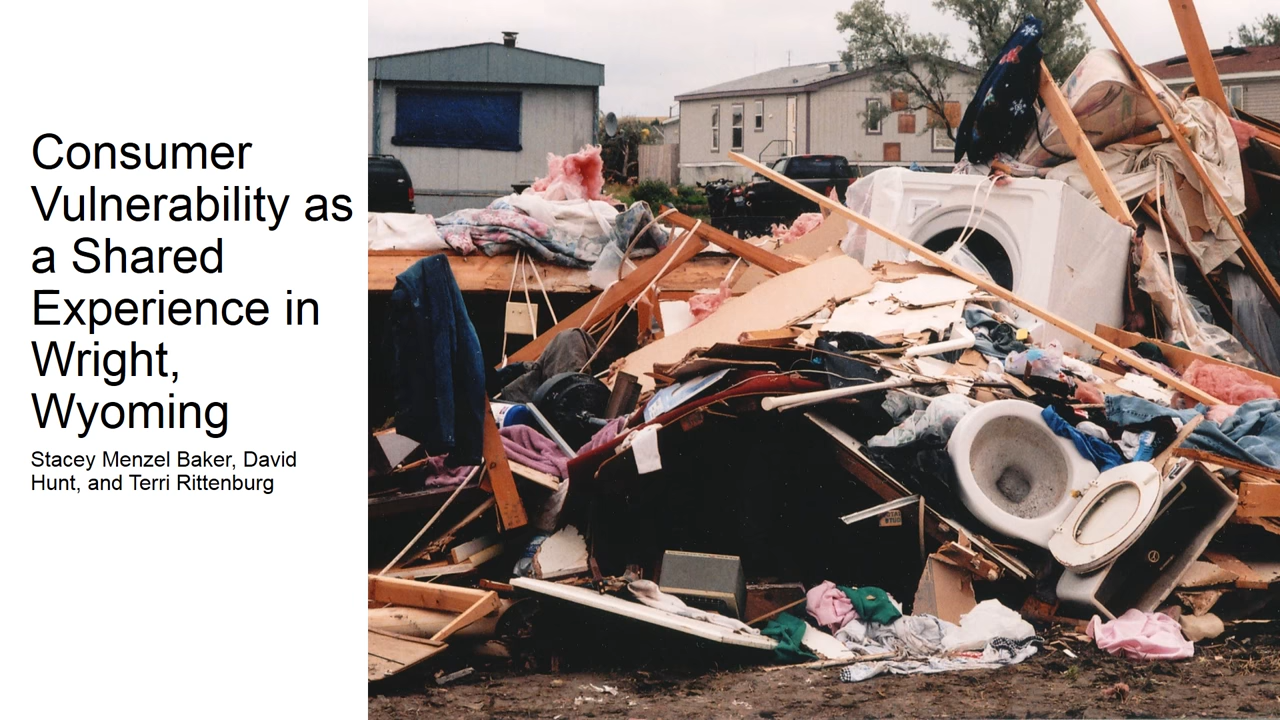 Consumer
Vulnerability as
a Shared
Experience in
Wright,
Wyoming
Stacey Menzel Baker, David
Hunt, and Terri Rittenburg